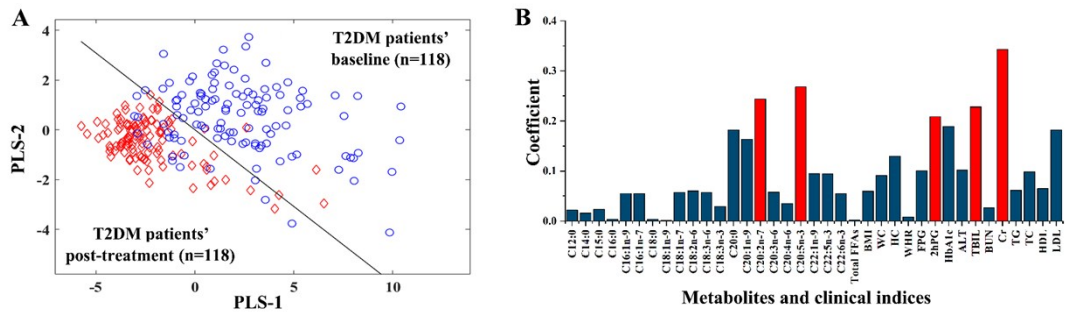 A
4
2
0
-2
-4
PLS-2
T2DM patients'
baseline (n=118)
T2DM patients'
post-treatment (n=118)
-5
0
5
10
PLS-1
B
0.4
0.3
0.2
0.1
0.0
Coefficient
C12:0
C14:0
C15:0
C16:0
C16:1n-9
C16:1n-7
C18:0
C18:1n-9
C18:1n-7
C18:2n-6
C18:3n-6
C18:3n-3
C20:0
C20:1n-9
C20:2n-7
C20:3n-6
C20:4n-6
C20:5n-3
C22:1n-9
C22:5n-3
C22:6n-3
Total FFAs
BMI
WC
HC
WHR
FPG
2hPG
HbA1c
ALT
TBIL
BUN
Cr
TG
TC
HDL
LDL
Metabolites and clinical indices